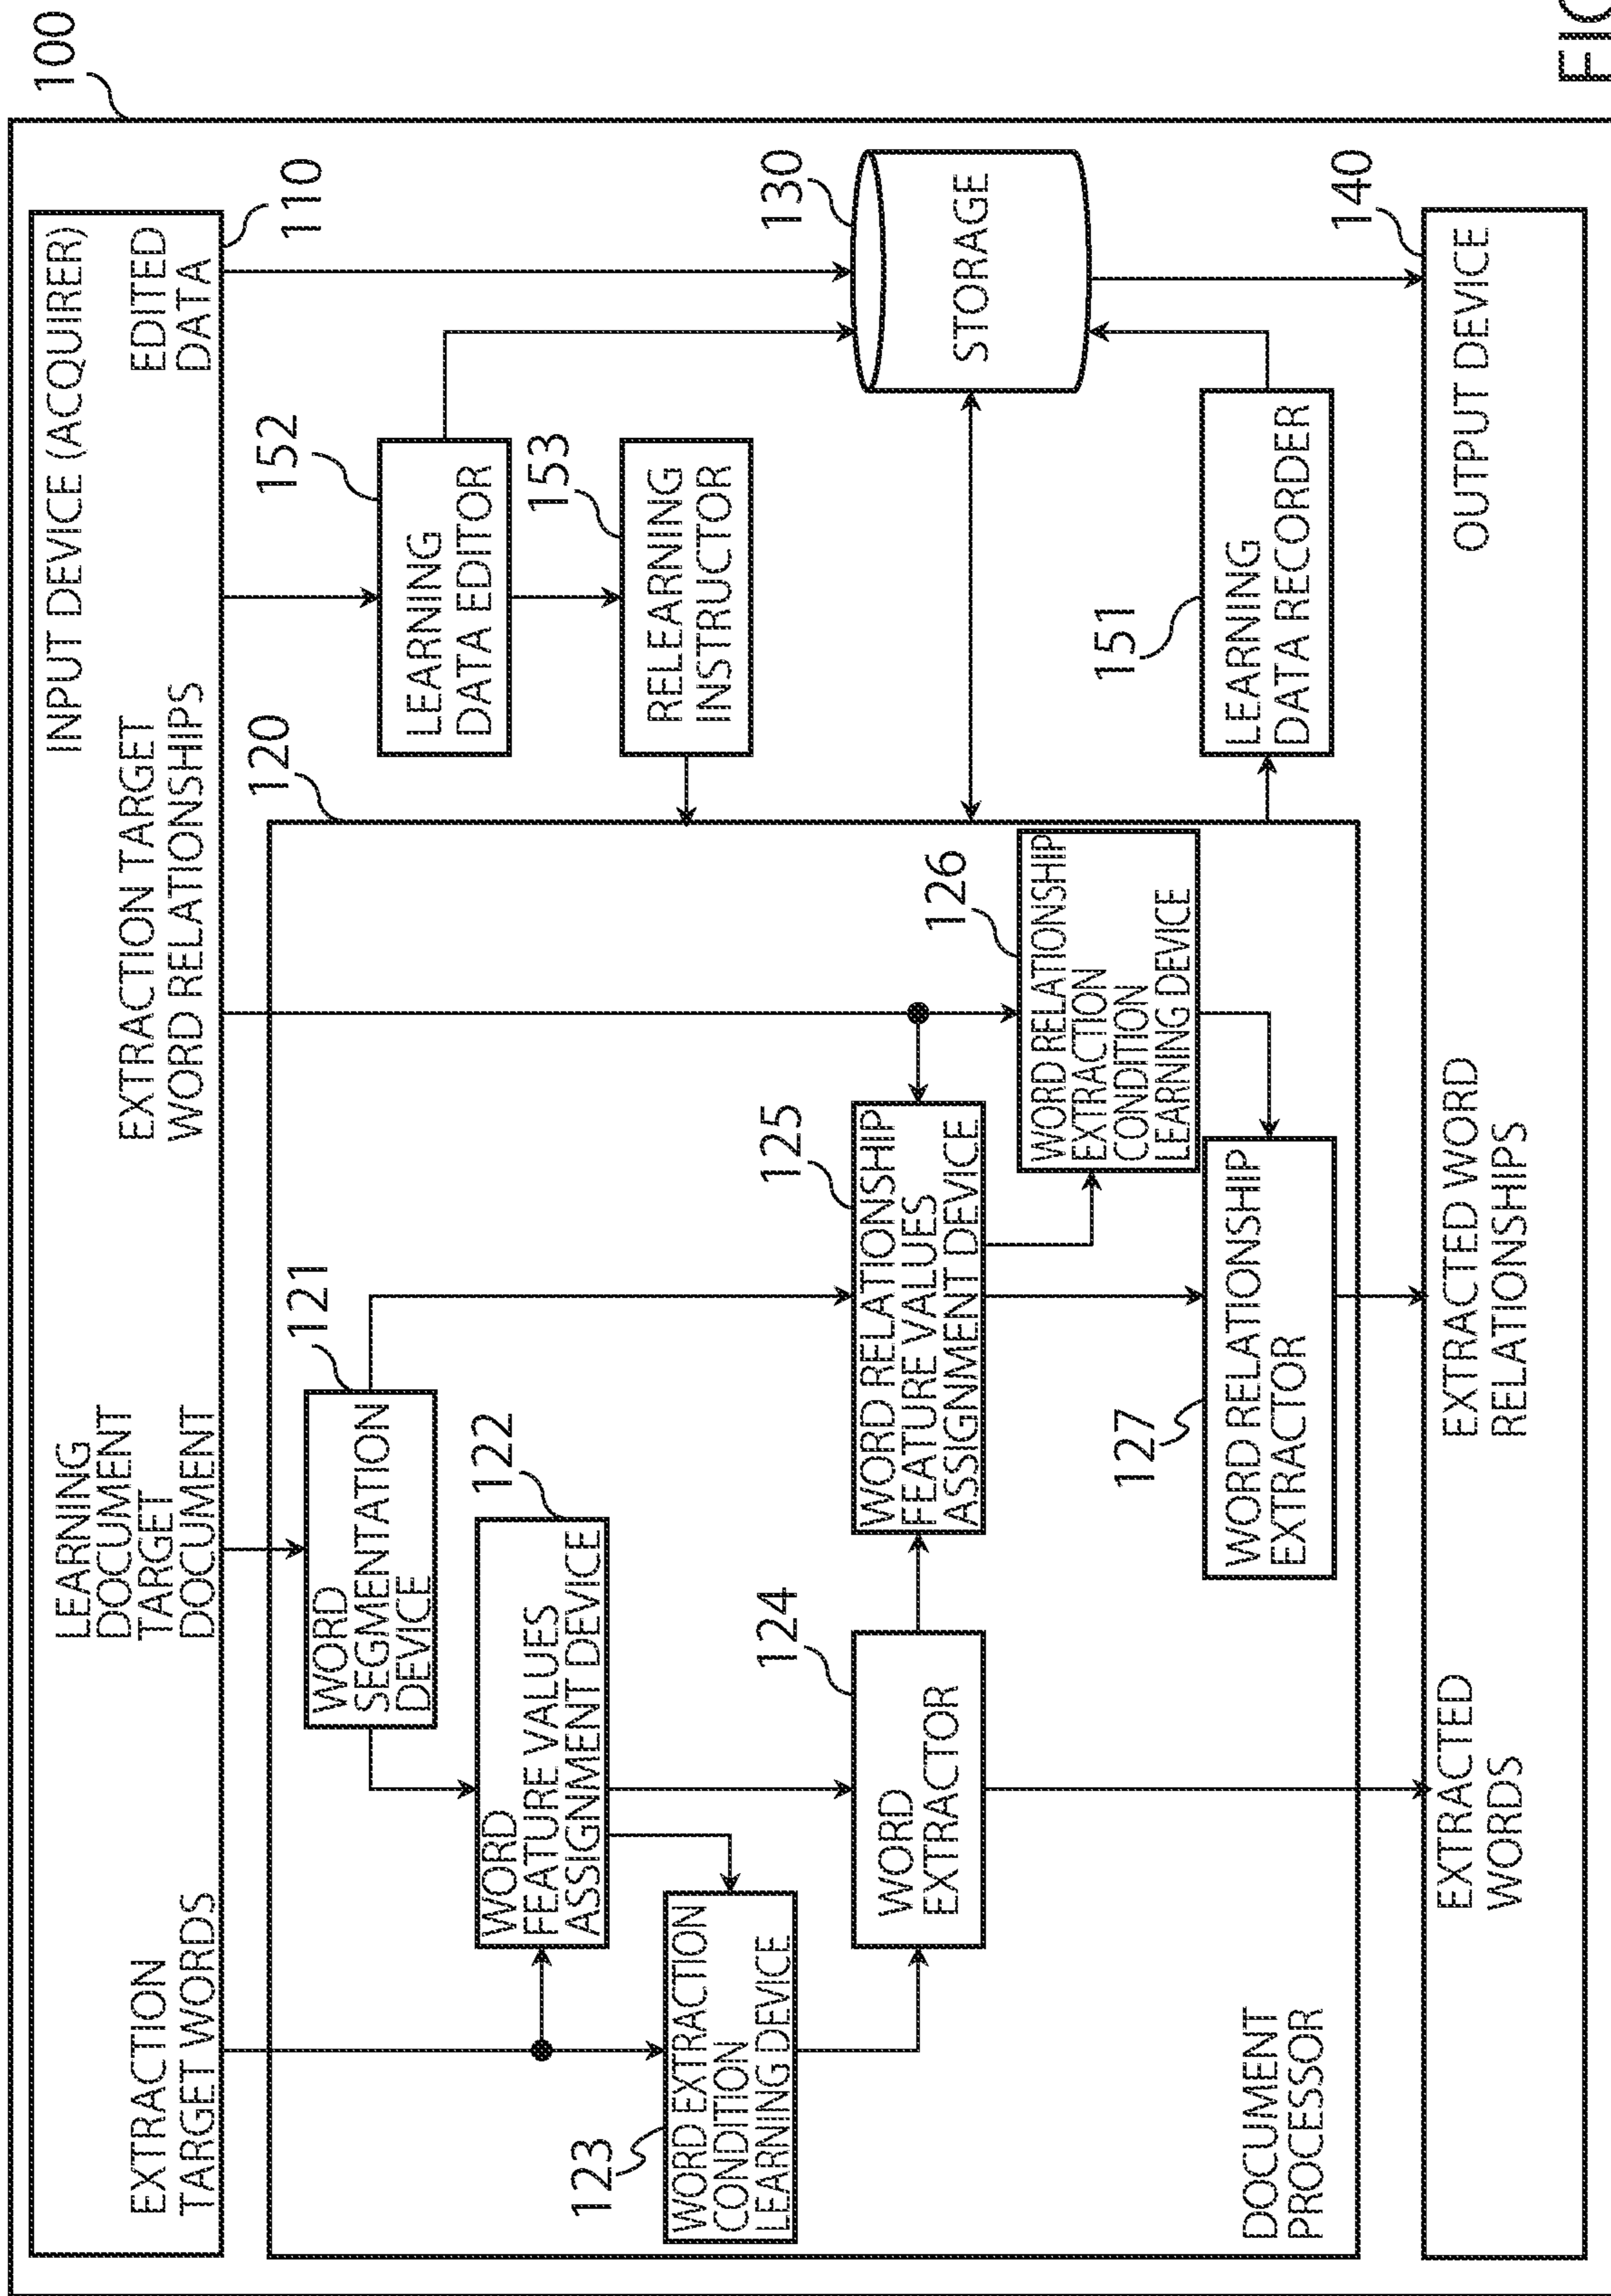 100
INPUT DEVICE (ACQUIRER)
110
EXTRACTION
TARGET WORDS
LEARNING
DOCUMENT
TARGET
DOCUMENT
EXTRACTION TARGET
WORD RELATIONSHIPS
EDITED
DATA
120
121
WORD
SEGMENTATION
DEVICE
122
WORD
FEATURE VALUES
ASSIGNMENT DEVICE
123
WORD EXTRACTION
CONDITION
LEARNING DEVICE
124
WORD
EXTRACTOR
125
WORD RELATIONSHIP
FEATURE VALUES
ASSIGNMENT DEVICE
126
WORD RELATIONSHIP
EXTRACTION
CONDITION
LEARNING DEVICE
127
WORD RELATIONSHIP
EXTRACTOR
DOCUMENT
PROCESSOR
152
LEARNING
DATA EDITOR
153
RELEARNING
INSTRUCTOR
130
STORAGE
151
LEARNING
DATA RECORDER
140
EXTRACTED
WORDS
EXTRACTED WORD
RELATIONSHIPS
OUTPUT DEVICE